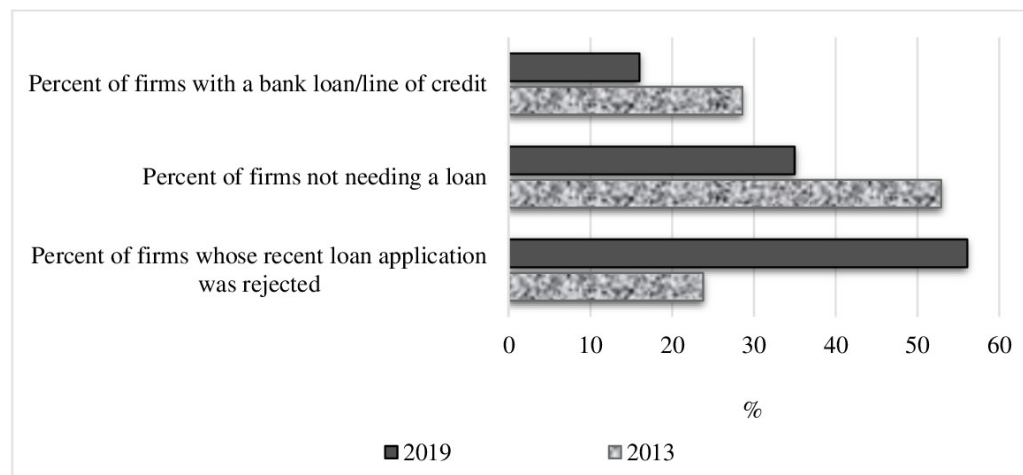 Percent of firms with a bank loan/line of credit
Percent of firms not needing a loan
Percent of firms whose recent loan application
was rejected
0 10 20 30 40 50 60
%
2019 2013